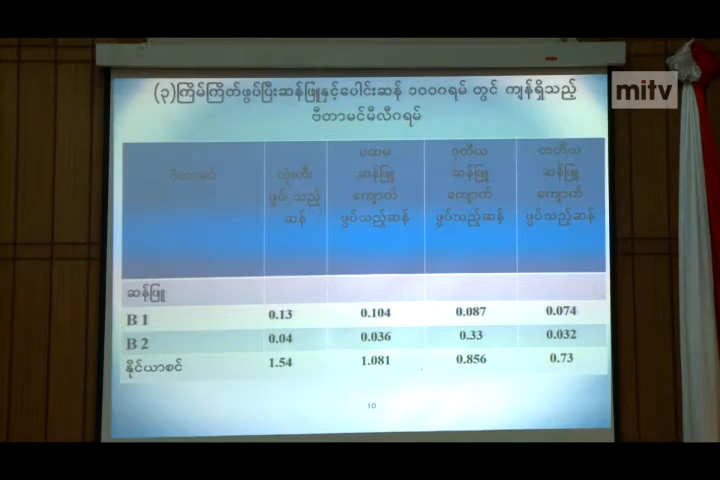 mitv
(၃)ကြိမ်ကြိတ်ဖွပ်ပြီးဆန်ဖြူနှင့်ပေါင်းဆန် ၁၀၀ဂရမ် တွင် ကျန်ရှိသည့်
ဗီတာမင်မီလီဂရမ်
ပထမ ဒုတိယ တတိယ
ဆန်ဖြူ ဆန်ဖြူ ဆန်ဖြူ
ကျောက် ကျောက် ကျောက်
ဖွပ်သည့်ဆန် ဖွပ်သည့်ဆန် ဖွပ်သည့်ဆန်
လုံးတီး
ဖွပ် သည့်
ဆန်
ဆန်ဖြူ
B 1 0.13 0.104 0.087 0.074
B 2 0.04 0.036 0.33 0.032
နိုင်ယာစင် 1.54 1.081 0.856 0.73
10